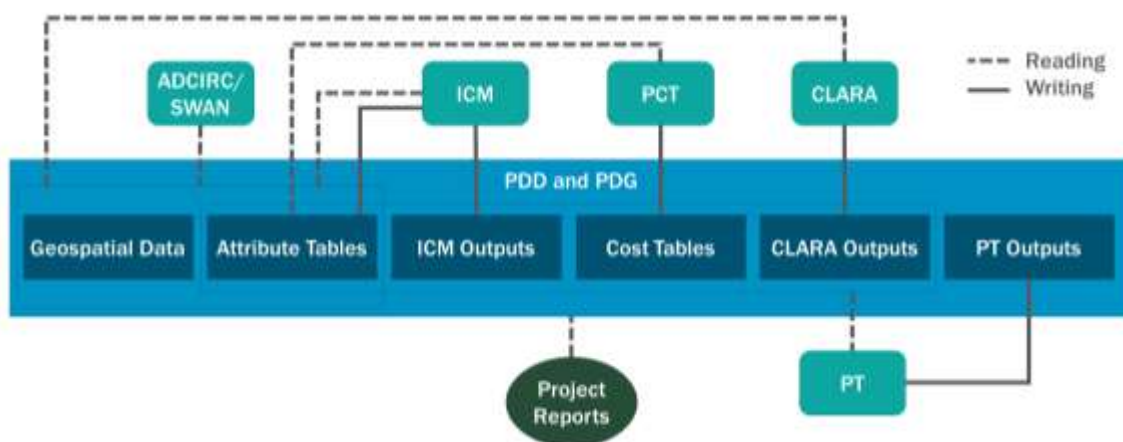 ADCIRC/
SWAN
ICM
PCT
CLARA
Reading
Writing
PDD and PDG
Geospatial Data
Attribute Tables
ICM Outputs
Cost Tables
CLARA Outputs
PT Outputs
Project
Reports
PT